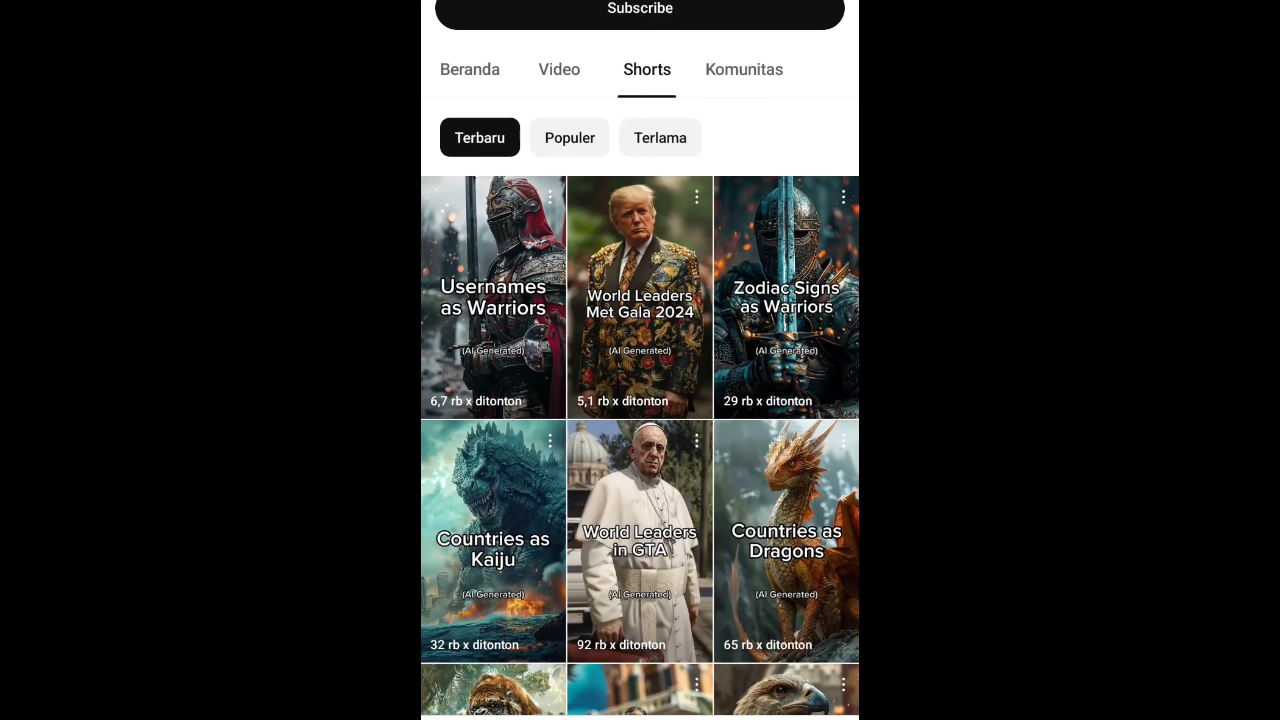 Subscribe
Beranda Video Shorts Komunitas
Terbaru Populer Terlama
Usernames
as Warriors
(AI Generated)
6,7 rb x ditonton
World Leaders
Met Gala 2024
(AI Generated)
5,1 rb x ditonton
Zodiac Signs
as Warriors
(AI Generated)
29 rb x ditonton
Countries as
Kaiju
(AI Generated)
32 rb x ditonton
World Leaders
in GTA
(AI Generated)
92 rb x ditonton
Countries as
Dragons
(AI Generated)
65 rb x ditonton